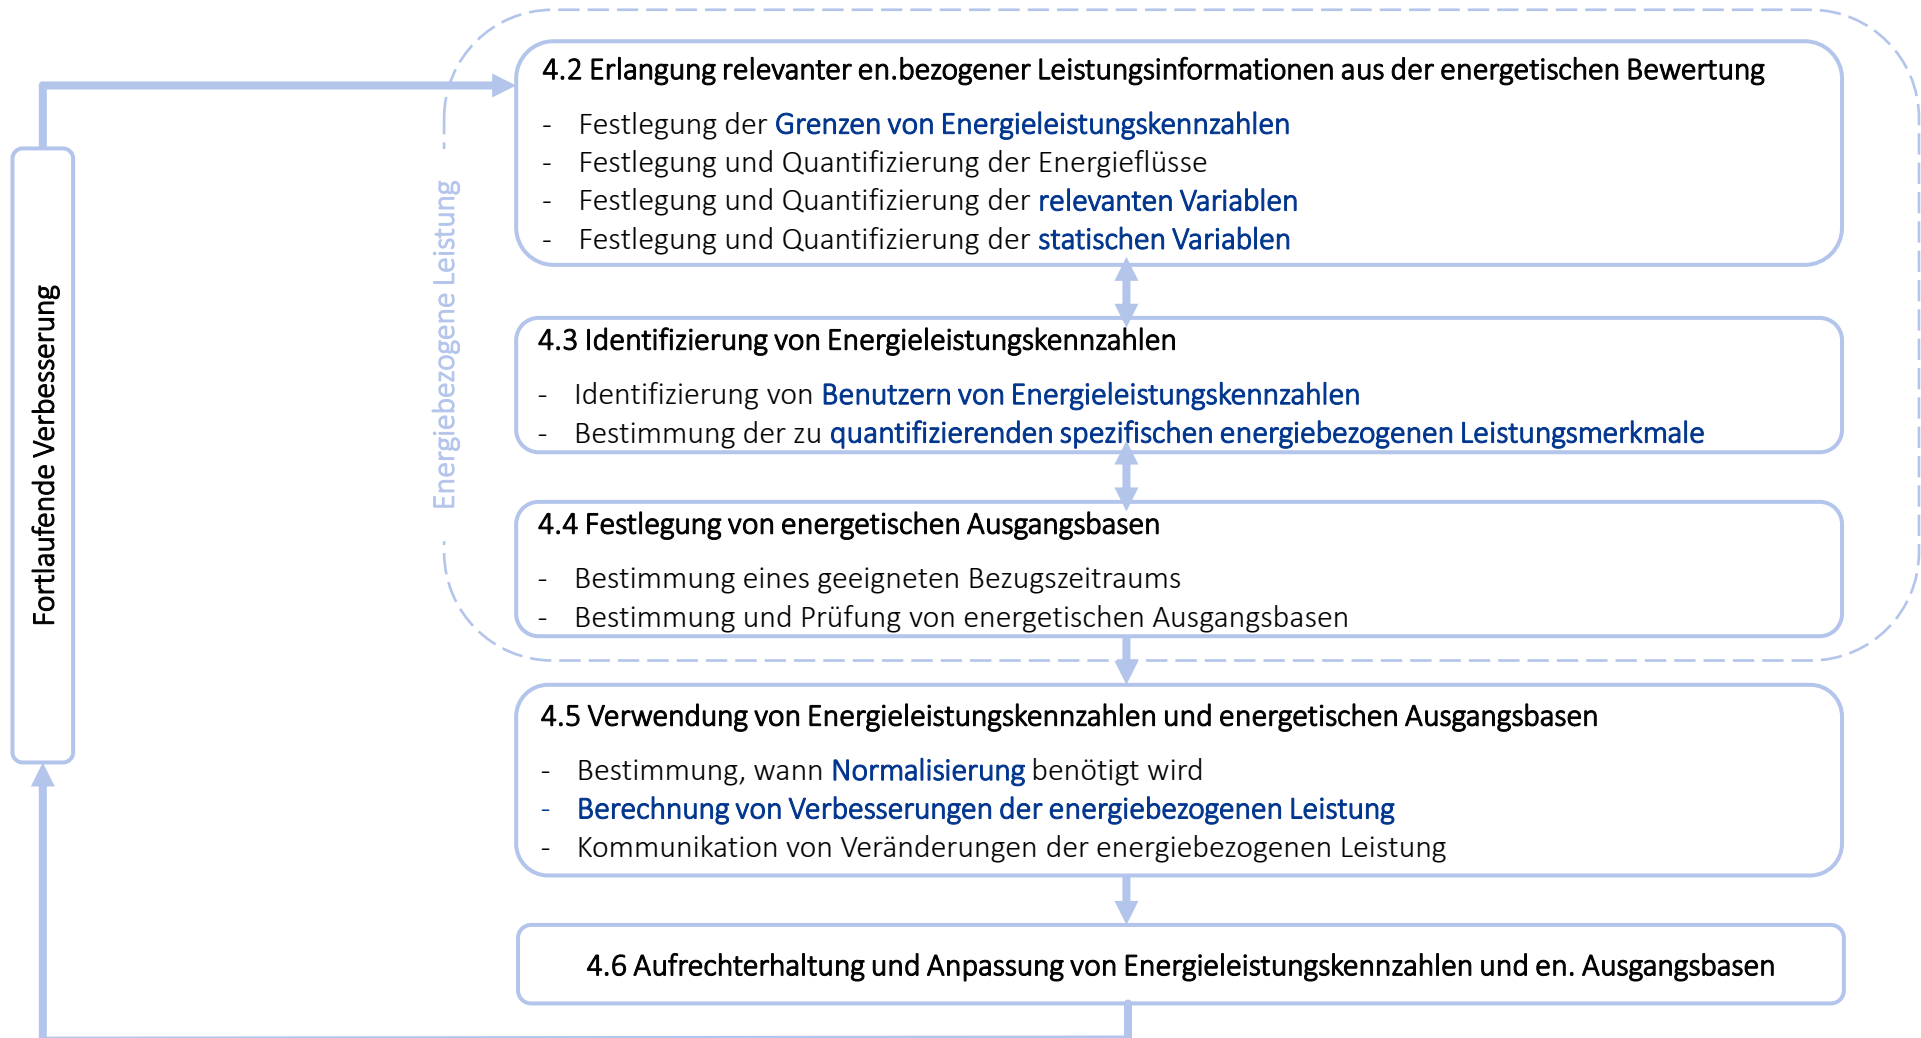 4.2 Erlangung relevanter en.bezogener Leistungsinformationen aus der energetischen Bewertung
- Festlegung der Grenzen von Energieleistungskennzahlen
- Festlegung und Quantifizierung der Energieflüsse
- Festlegung und Quantifizierung der relevanten Variablen
- Festlegung und Quantifizierung der statischen Variablen
Energiebezogene Leistung
Fortlaufende Verbesserung
4.3 Identifizierung von Energieleistungskennzahlen
- Identifizierung von Benutzern von Energieleistungskennzahlen
- Bestimmung der zu quantifizierenden spezifischen energiebezogenen Leistungsmerkmale
4.4 Festlegung von energetischen Ausgangsbasen
- Bestimmung eines geeigneten Bezugszeitraums
- Bestimmung und Prüfung von energetischen Ausgangsbasen
4.5 Verwendung von Energieleistungskennzahlen und energetischen Ausgangsbasen
- Bestimmung, wann Normalisierung benötigt wird
- Berechnung von Verbesserungen der energiebezogenen Leistung
- Kommunikation von Veränderungen der energiebezogenen Leistung
4.6 Aufrechterhaltung und Anpassung von Energieleistungskennzahlen und en. Ausgangsbasen